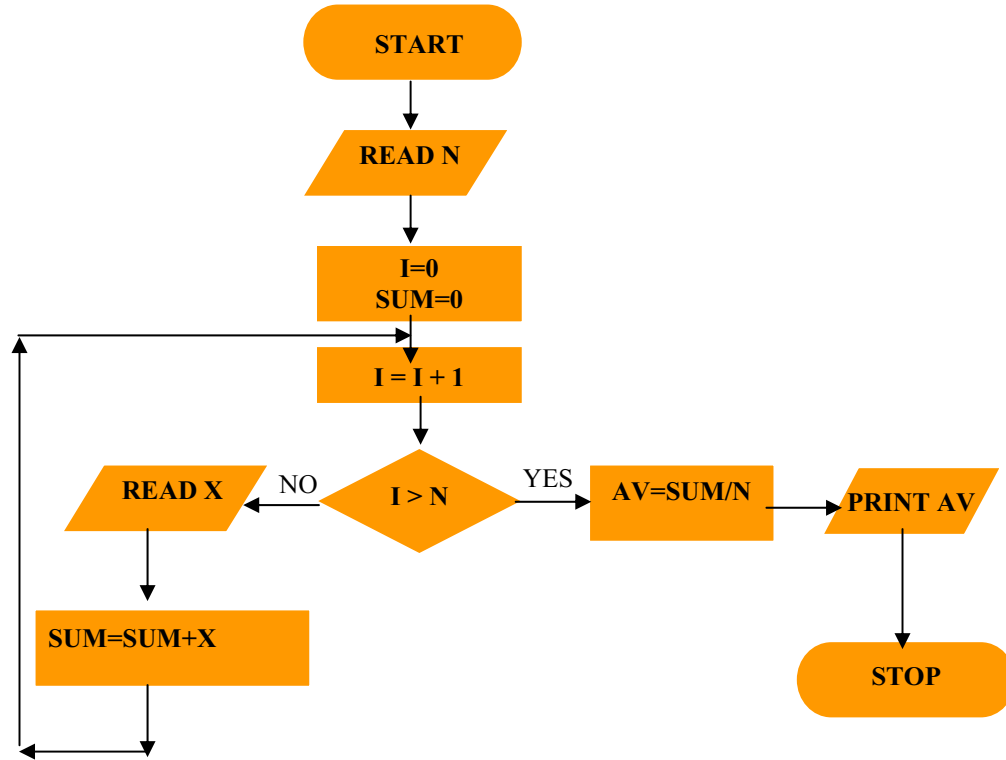 START
READ N
I=0
SUM=0
I = I + 1
I > N
NO
READ X
SUM=SUM+X
YES
AV=SUM/N
PRINT AV
STOP